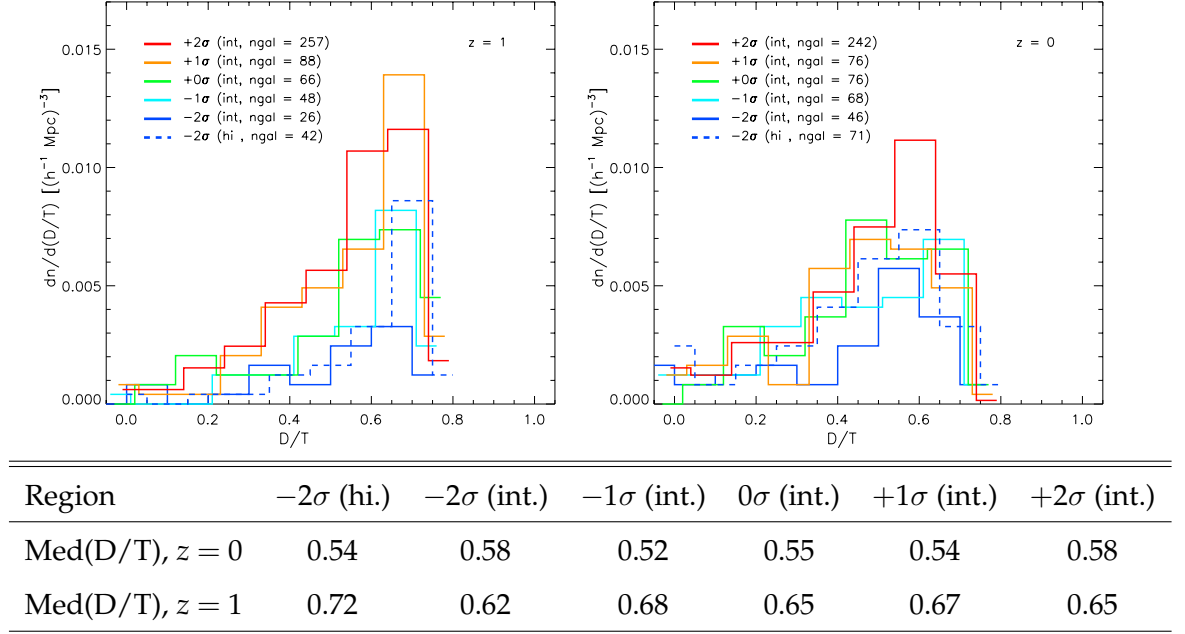 0.015
0.010
0.005
0.000
dn/d(D/T) [(h⁻¹ Mpc)⁻³]
+2σ (int, ngal = 257)
+1σ (int, ngal = 88)
+0σ (int, ngal = 66)
−1σ (int, ngal = 48)
−2σ (int, ngal = 26)
−2σ (hi , ngal = 42)
z = 1
0.0 0.2 0.4 0.6 0.8 1.0
D/T
0.015
0.010
0.005
0.000
dn/d(D/T) [(h⁻¹ Mpc)⁻³]
+2σ (int, ngal = 242)
+1σ (int, ngal = 76)
+0σ (int, ngal = 76)
−1σ (int, ngal = 68)
−2σ (int, ngal = 46)
−2σ (hi , ngal = 71)
z = 0
0.0 0.2 0.4 0.6 0.8 1.0
D/T
Region −2σ (hi.) −2σ (int.) −1σ (int.) 0σ (int.) +1σ (int.) +2σ (int.)
Med(D/T), z = 0 0.54 0.58 0.52 0.55 0.54 0.58
Med(D/T), z = 1 0.72 0.62 0.68 0.65 0.67 0.65